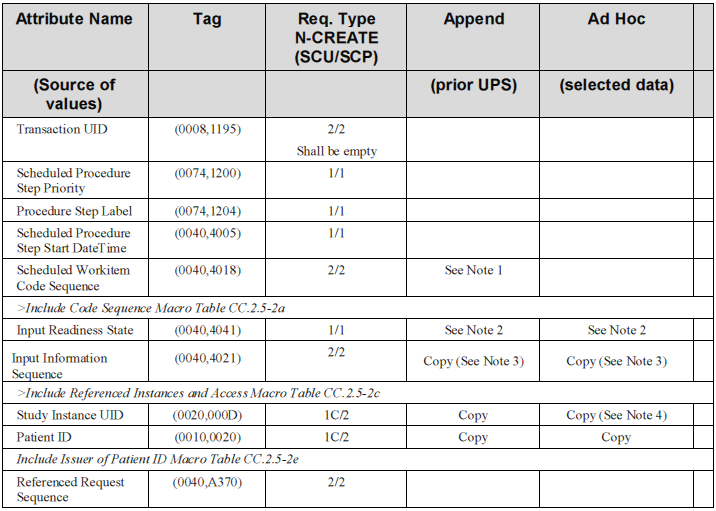 Attribute Name Tag Req. Type N-CREATE (SCU/SCP) Append Ad Hoc
(Source of values) (prior UPS) (selected data)
Transaction UID (0008,1195) 2/2 Shall be empty
Scheduled Procedure Step Priority (0074,1200) 1/1
Procedure Step Label (0074,1204) 1/1
Scheduled Procedure Step Start DateTime (0040,4005) 1/1
Scheduled Workitem Code Sequence (0040,4018) 2/2 See Note 1
>Include Code Sequence Macro Table CC.2.5-2a
Input Readiness State (0040,4041) 1/1 See Note 2 See Note 2
Input Information Sequence (0040,4021) 2/2 Copy (See Note 3) Copy (See Note 3)
>Include Referenced Instances and Access Macro Table CC.2.5-2c
Study Instance UID (0020,000D) 1C/2 Copy Copy (See Note 4)
Patient ID (0010,0020) 1C/2 Copy Copy
Include Issuer of Patient ID Macro Table CC.2.5-2e
Referenced Request Sequence (0040,A370) 2/2